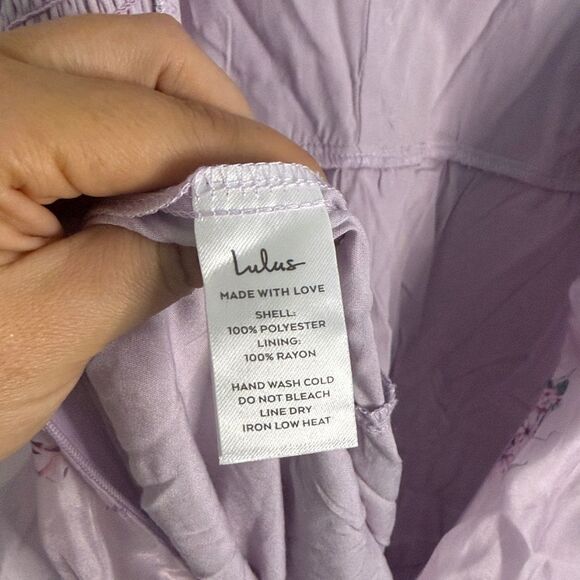 Lulus
MADE WITH LOVE
SHELL:
100% POLYESTER
LINING:
100% RAYON
HAND WASH COLD
DO NOT BLEACH
LINE DRY
IRON LOW HEAT